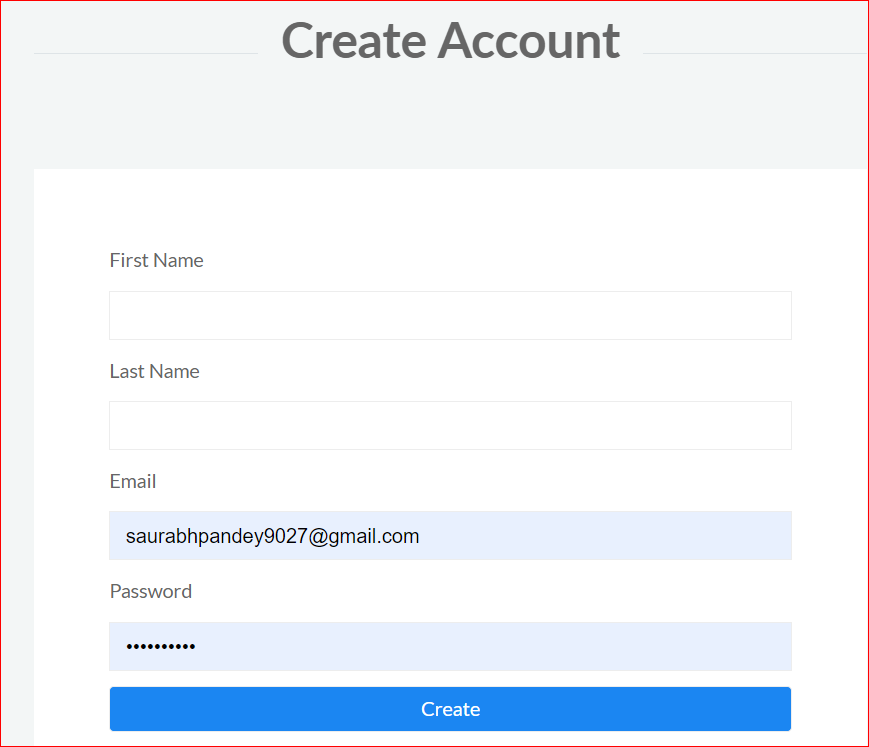 Create Account
First Name
Last Name
Email
saurabhpandey9027@gmail.com
Password
••••••••••
Create